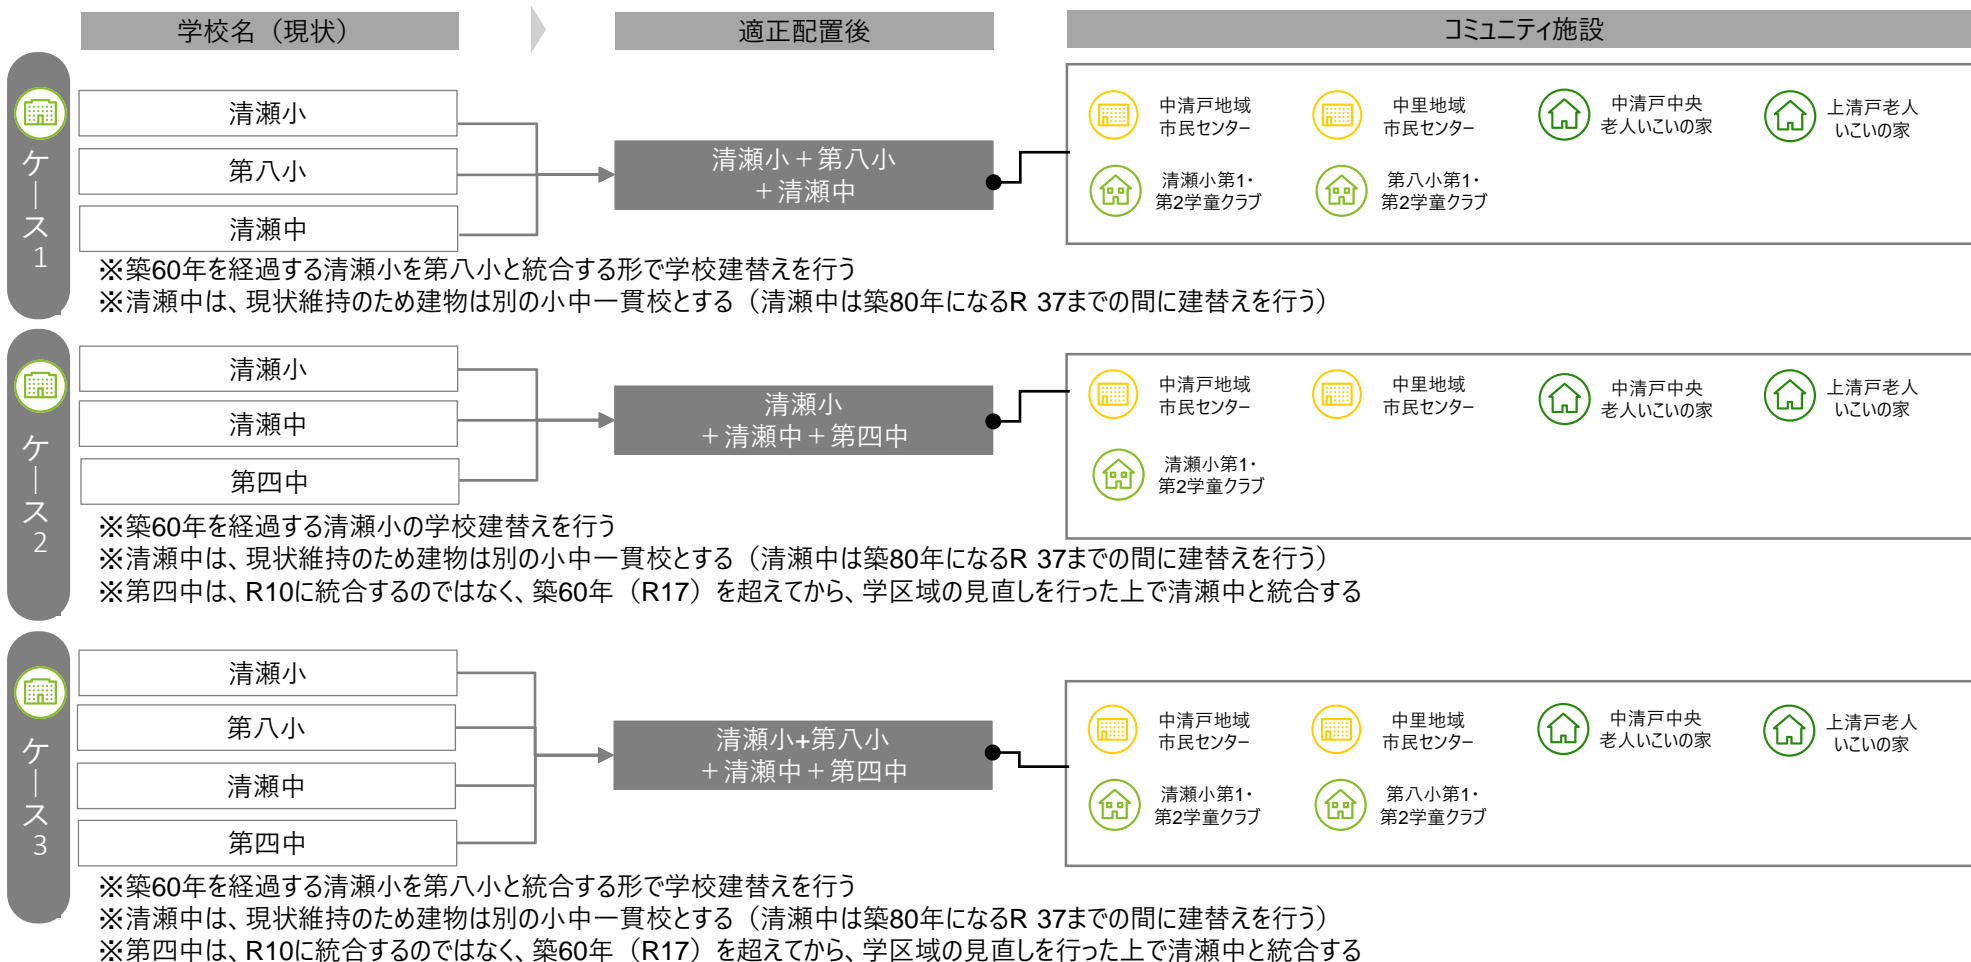 学校名（現状）
適正配置後
コミュニティ施設
ケース1
清瀬小
第八小
清瀬中
清瀬小＋第八小
＋清瀬中
中清戸地域
市民センター
中里地域
市民センター
中清戸中央
老人いこいの家
上清戸老人
いこいの家
清瀬小第1・
第2学童クラブ
第八小第1・
第2学童クラブ
※築60年を経過する清瀬小を第八小と統合する形で学校建替えを行う
※清瀬中は、現状維持のため建物は別の小中一貫校とする（清瀬中は築80年になるR 37までの間に建替えを行う）
ケース2
清瀬小
清瀬中
第四中
清瀬小
＋清瀬中＋第四中
中清戸地域
市民センター
中里地域
市民センター
中清戸中央
老人いこいの家
上清戸老人
いこいの家
清瀬小第1・
第2学童クラブ
※築60年を経過する清瀬小の学校建替えを行う
※清瀬中は、現状維持のため建物は別の小中一貫校とする（清瀬中は築80年になるR 37までの間に建替えを行う）
※第四中は、R10に統合するのではなく、築60年（R17）を超えてから、学区域の見直しを行った上で清瀬中と統合する
ケース3
清瀬小
第八小
清瀬中
第四中
清瀬小+第八小
＋清瀬中＋第四中
中清戸地域
市民センター
中里地域
市民センター
中清戸中央
老人いこいの家
上清戸老人
いこいの家
清瀬小第1・
第2学童クラブ
第八小第1・
第2学童クラブ
※築60年を経過する清瀬小を第八小と統合する形で学校建替えを行う
※清瀬中は、現状維持のため建物は別の小中一貫校とする（清瀬中は築80年になるR 37までの間に建替えを行う）
※第四中は、R10に統合するのではなく、築60年（R17）を超えてから、学区域の見直しを行った上で清瀬中と統合する